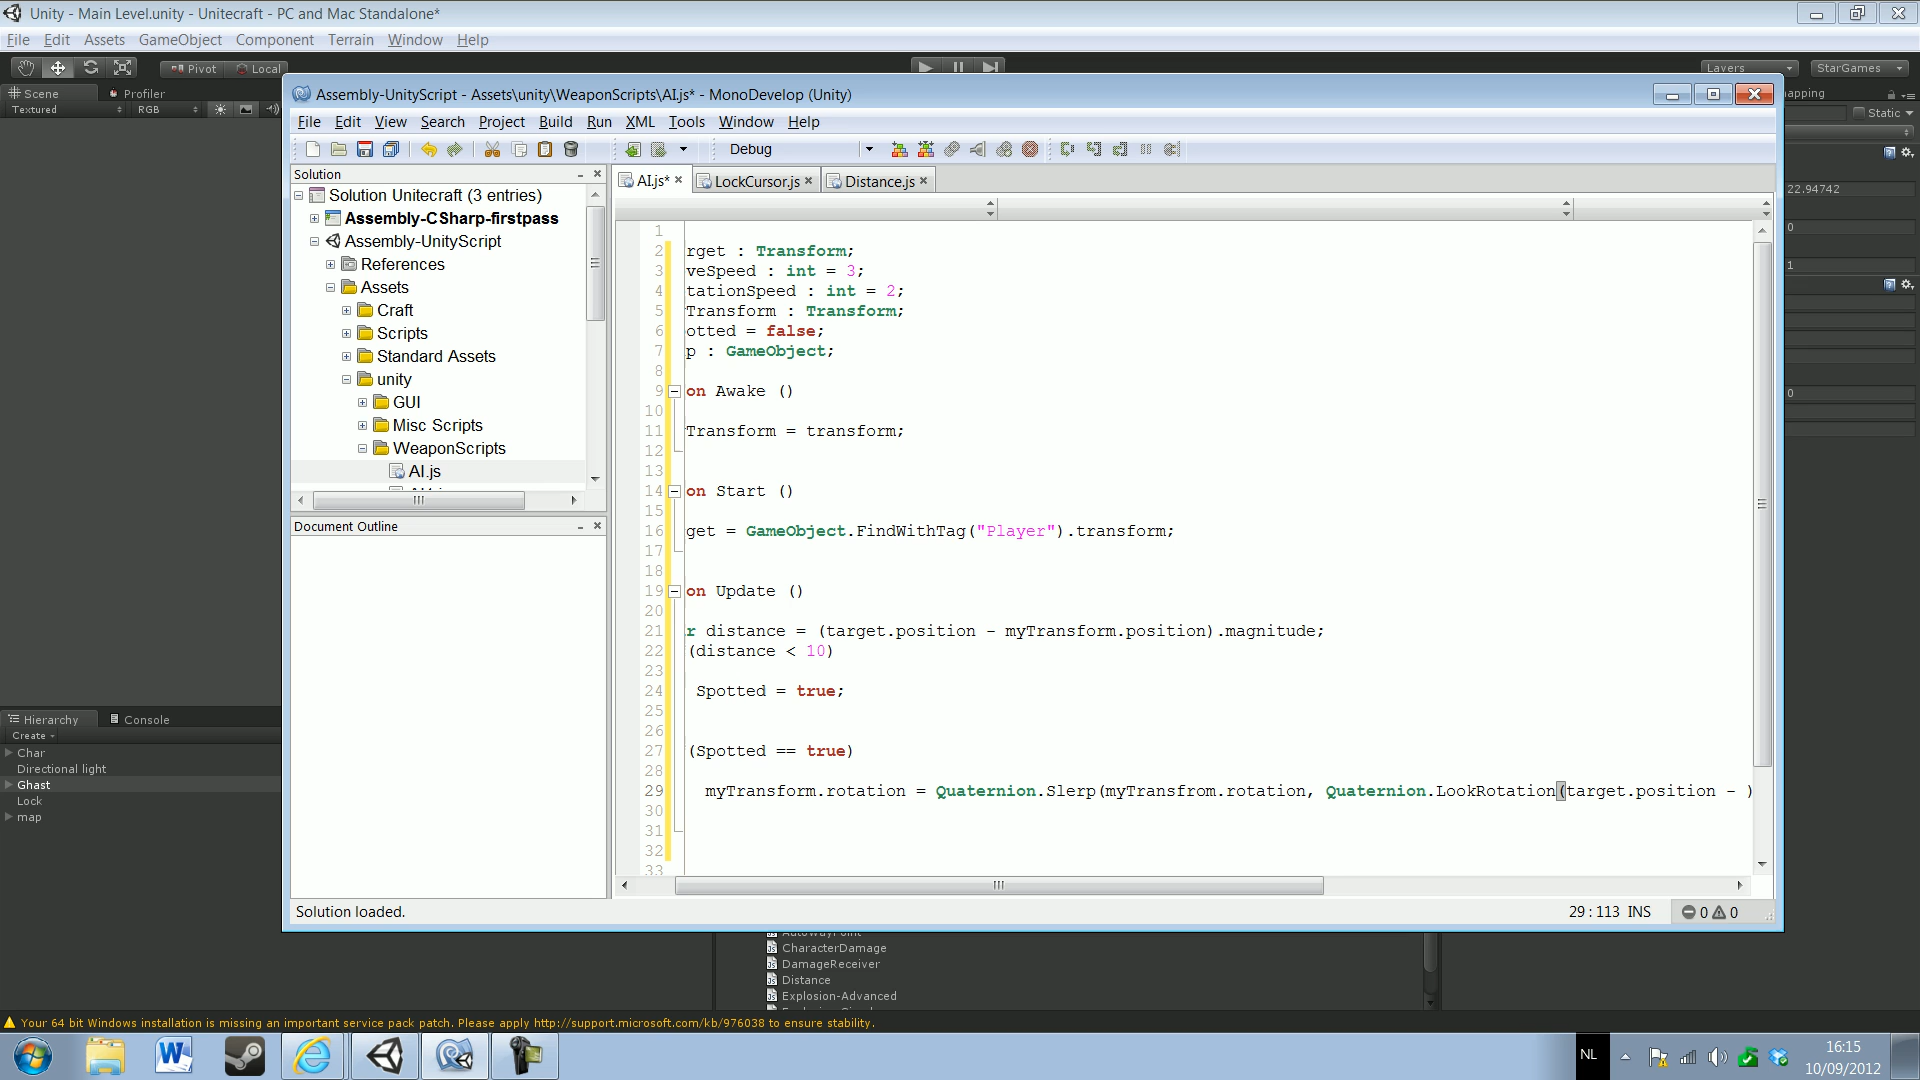 Unity - Main Level.unity - Unitecraft - PC and Mac Standalone*
File Edit Assets GameObject Component Terrain Window Help
Pivot Local Layers StarGames
Scene Profiler
Textured RGB
Static
22.94742
0
1
0
Assembly-UnityScript - Assets\unity\WeaponScripts\AI.js* - MonoDevelop (Unity)
File Edit View Search Project Build Run XML Tools Window Help
Debug
Solution
Solution Unitecraft (3 entries)
Assembly-CSharp-firstpass
Assembly-UnityScript
References
Assets
Craft
Scripts
Standard Assets
unity
GUI
Misc Scripts
WeaponScripts
AI.js
Document Outline
AI.js* LockCursor.js Distance.js
1
2 rget : Transform;
3 veSpeed : int = 3;
4 tationSpeed : int = 2;
5 Transform : Transform;
6 otted = false;
7 p : GameObject;
8
9 on Awake ()
10
11 Transform = transform;
12
13
14 on Start ()
15
16 get = GameObject.FindWithTag("Player").transform;
17
18
19 on Update ()
20
21 r distance = (target.position - myTransform.position).magnitude;
22 (distance < 10)
23
24 Spotted = true;
25
26
27 (Spotted == true)
28
29 myTransform.rotation = Quaternion.Slerp(myTransfrom.rotation, Quaternion.LookRotation(target.position - )
30
31
32
33
Solution loaded.
29 : 113 INS 0 0
Hierarchy Console
Create
Char
Directional light
Ghast
Lock
map
CharacterDamage
DamageReceiver
Distance
Explosion-Advanced
Your 64 bit Windows installation is missing an important service pack patch. Please apply http://support.microsoft.com/kb/976038 to ensure stability.
NL
16:15
10/09/2012